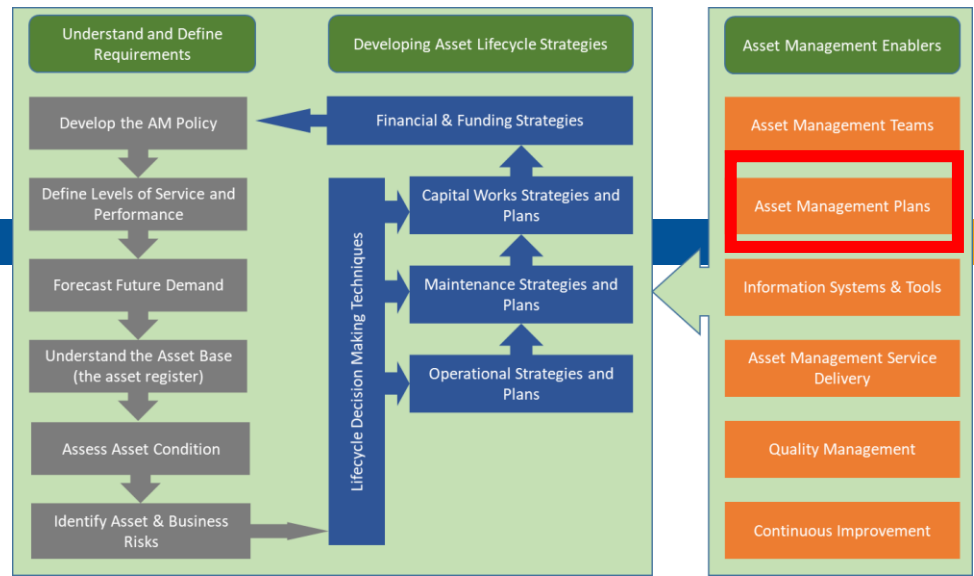 Understand and Define
Requirements
Develop the AM Policy
Define Levels of Service and
Performance
Forecast Future Demand
Understand the Asset Base
(the asset register)
Assess Asset Condition
Identify Asset & Business
Risks
Developing Asset Lifecycle Strategies
Financial & Funding Strategies
Lifecycle Decision Making Techniques
Capital Works Strategies and
Plans
Maintenance Strategies and
Plans
Operational Strategies and
Plans
Asset Management Enablers
Asset Management Teams
Asset Management Plans
Information Systems & Tools
Asset Management Service
Delivery
Quality Management
Continuous Improvement